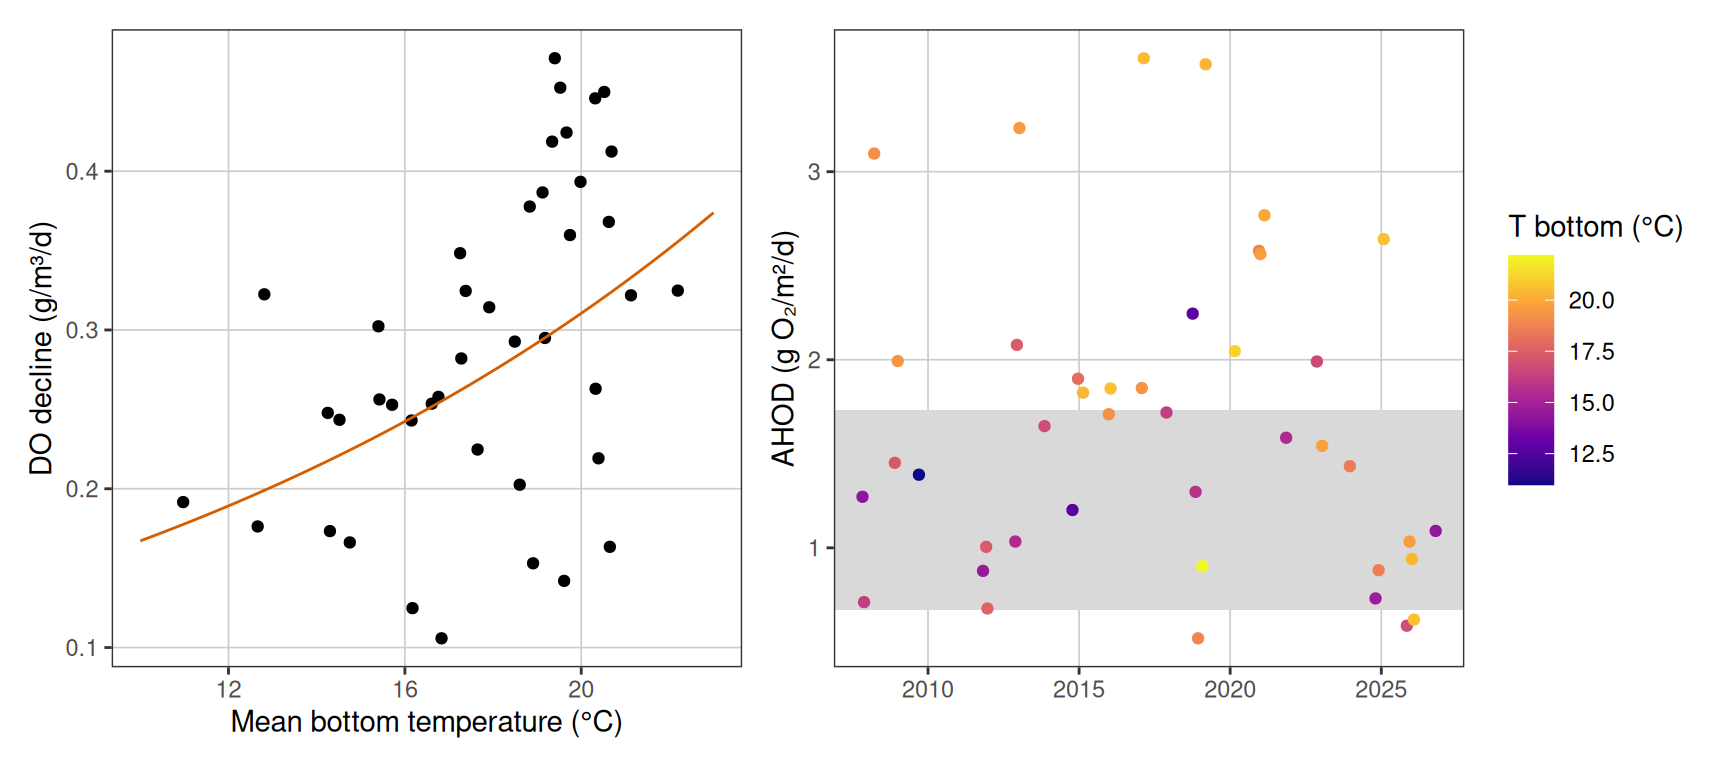 DO decline (g/m³/d)
0.4
0.3
0.2
0.1
12 16 20
Mean bottom temperature (°C)
AHOD (g O₂/m²/d)
3
2
1
2010 2015 2020 2025
T bottom (°C)
20.0
17.5
15.0
12.5